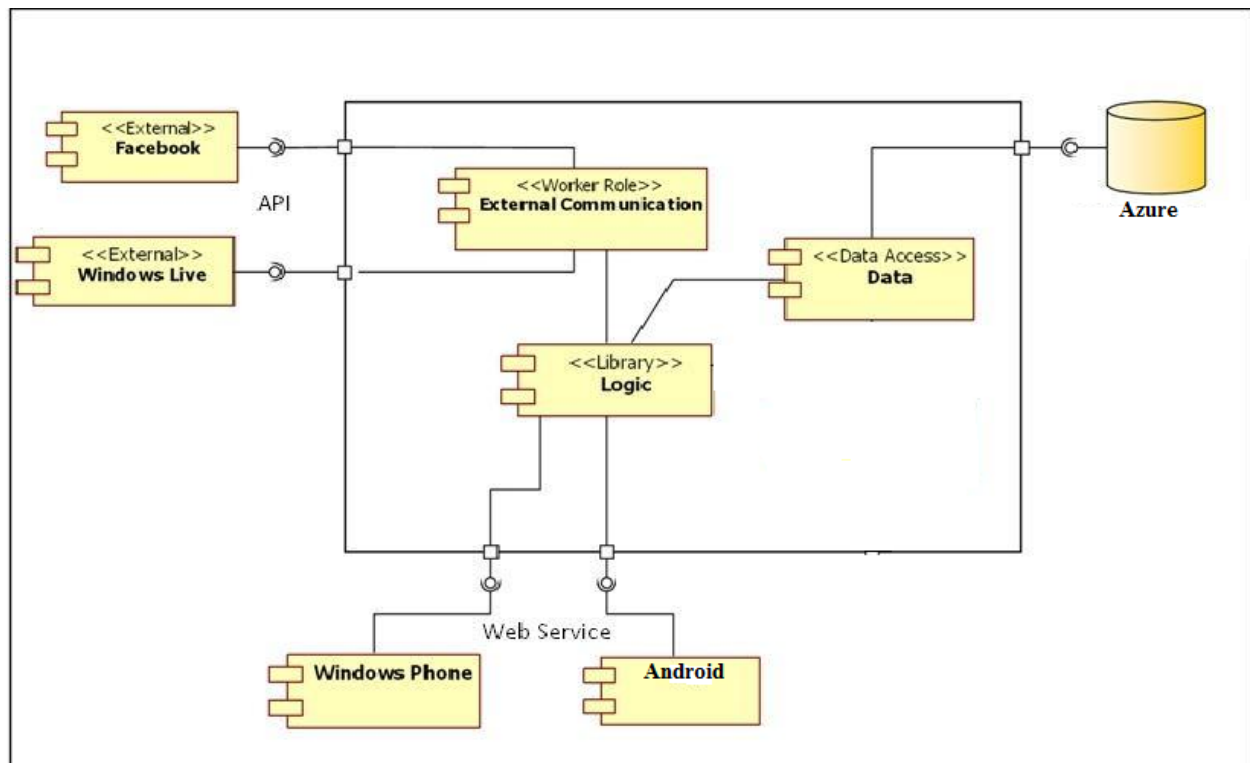 <<External>>
Facebook
API
<<External>>
Windows Live
<<Worker Role>>
External Communication
<<Data Access>>
Data
Azure
<<Library>>
Logic
Web Service
Windows Phone
Android